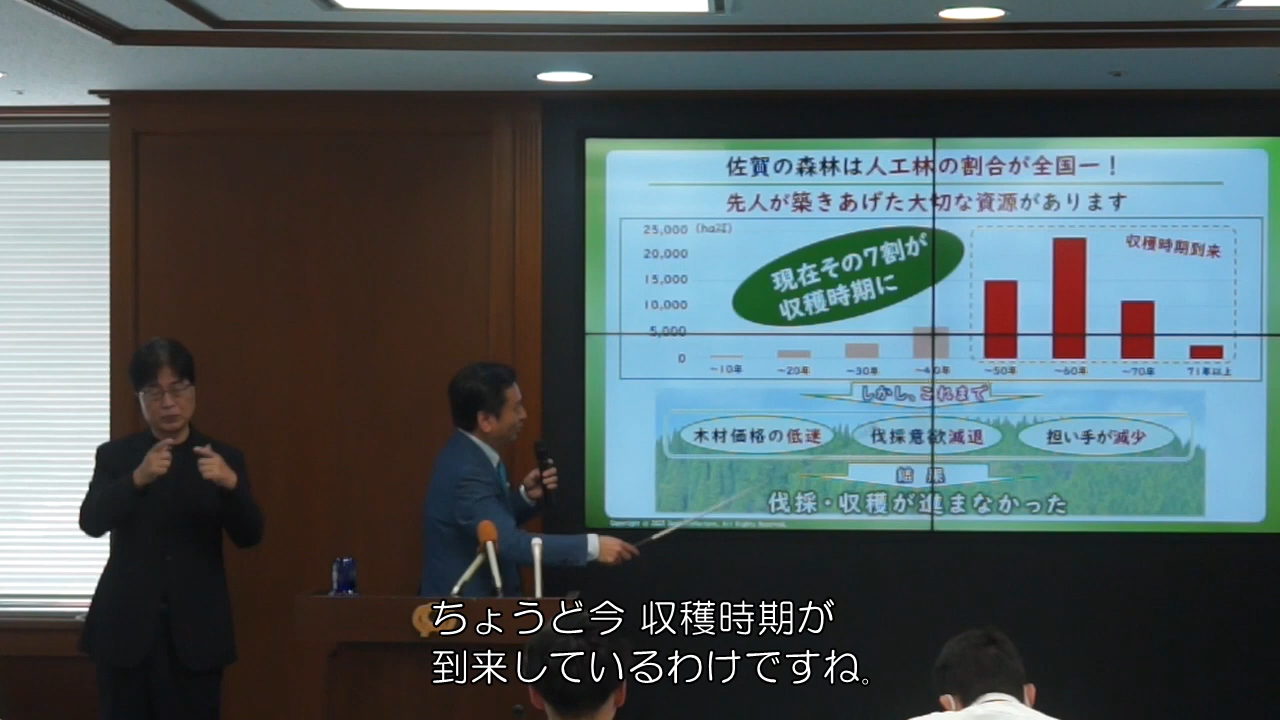 佐賀の森林は人工林の割合が全国一！
先人が築きあげた大切な資源があります
25,000 (ha)
20,000
15,000
10,000
5,000
0
現在その7割が
収穫時期に
収穫時期到来
～10年 ～20年 ～30年 ～40年 ～50年 ～60年 ～70年 71年以上
しかし、これまで
木材価格の低迷 伐採意欲減退 担い手が減少
結 果
伐採・収穫が進まなかった
ちょうど今 収穫時期が
到来しているわけですね。